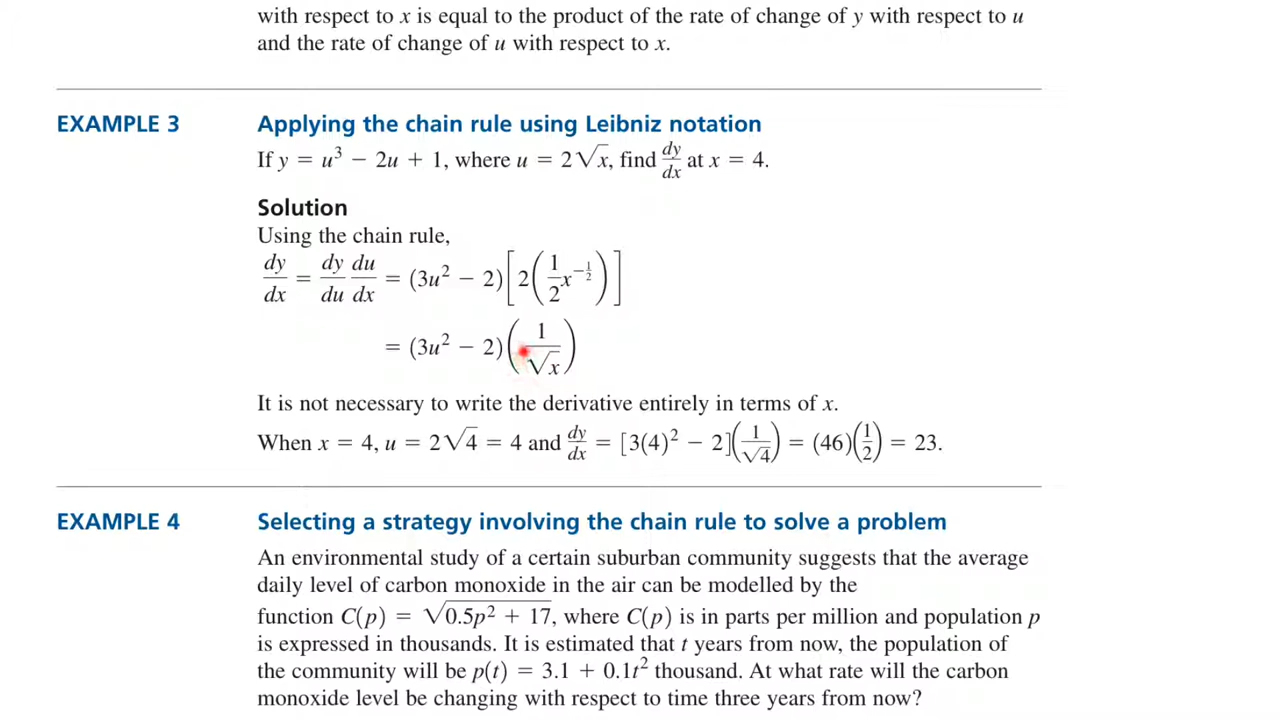 with respect to x is equal to the product of the rate of change of y with respect to u
and the rate of change of u with respect to x.
EXAMPLE 3 Applying the chain rule using Leibniz notation
If y = u³ − 2u + 1, where u = 2√x, find dy/dx at x = 4.
Solution
Using the chain rule,
dy/dx = dy/du du/dx = (3u² − 2)[2(1/2 x^(−1/2))]
= (3u² − 2)(1/√x)
It is not necessary to write the derivative entirely in terms of x.
When x = 4, u = 2√4 = 4 and dy/dx = [3(4)² − 2](1/√4) = (46)(1/2) = 23.
EXAMPLE 4 Selecting a strategy involving the chain rule to solve a problem
An environmental study of a certain suburban community suggests that the average
daily level of carbon monoxide in the air can be modelled by the
function C(p) = √(0.5p² + 17), where C(p) is in parts per million and population p
is expressed in thousands. It is estimated that t years from now, the population of
the community will be p(t) = 3.1 + 0.1t² thousand. At what rate will the carbon
monoxide level be changing with respect to time three years from now?